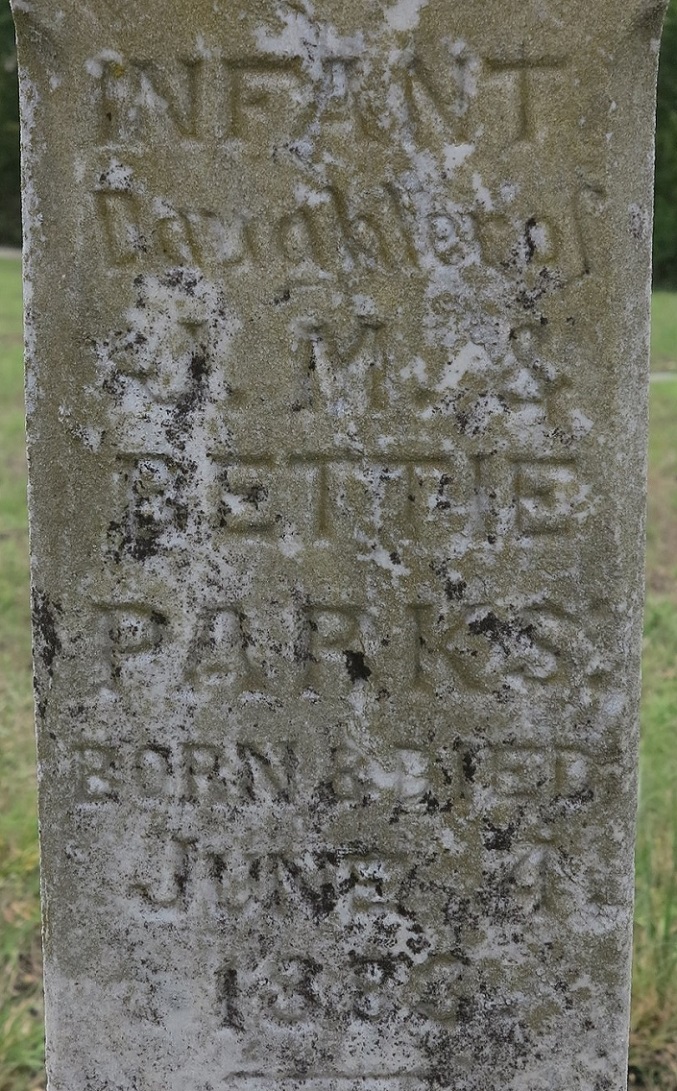 INFANT
Daughter of
J. M. &
BETTIE
PARKS.
BORN & DIED
JUNE 4.